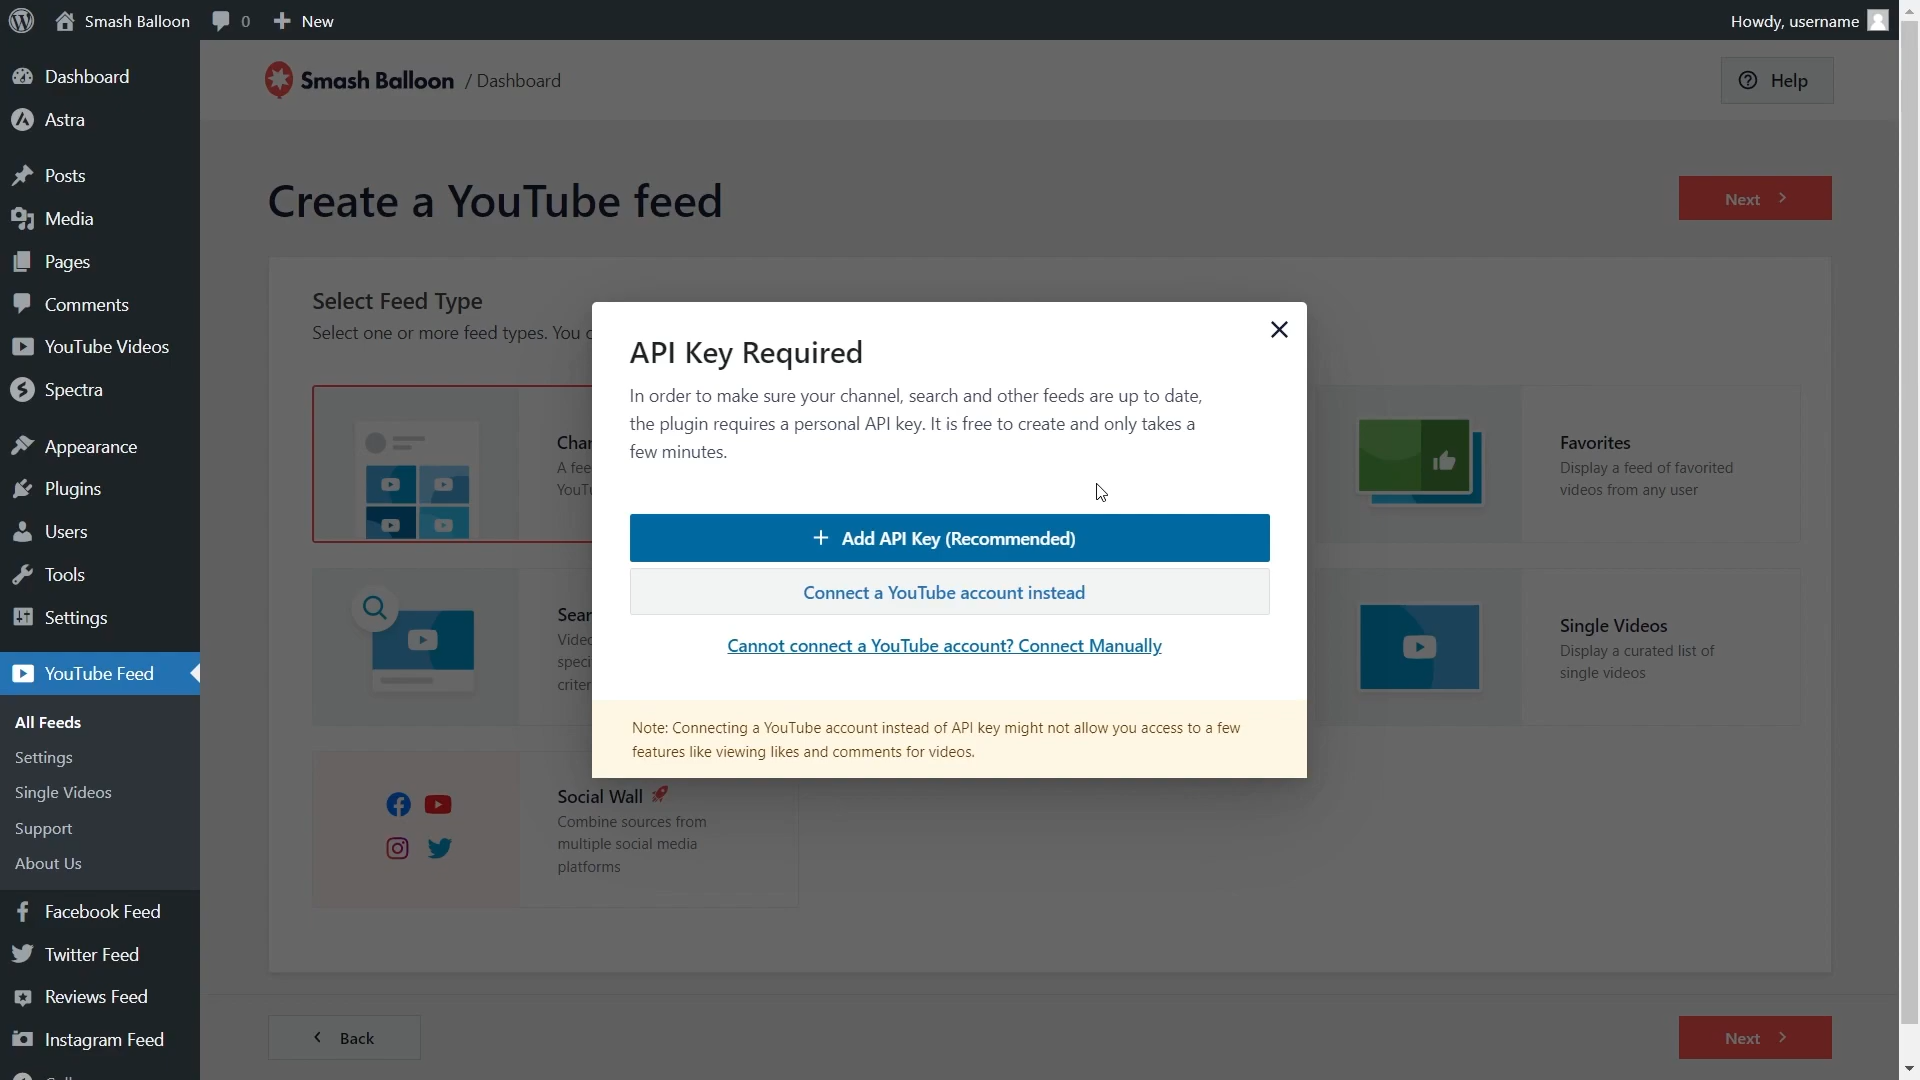 Smash Balloon
0
New
Howdy, username
Dashboard
Astra
Posts
Media
Pages
Comments
YouTube Videos
Spectra
Appearance
Plugins
Users
Tools
Settings
YouTube Feed
All Feeds
Settings
Single Videos
Support
About Us
Facebook Feed
Twitter Feed
Reviews Feed
Instagram Feed
Smash Balloon / Dashboard
Help
Create a YouTube feed
Next
Select Feed Type
Select one or more feed types. You
API Key Required
In order to make sure your channel, search and other feeds are up to date,
the plugin requires a personal API key. It is free to create and only takes a
few minutes.
Add API Key (Recommended)
Connect a YouTube account instead
Cannot connect a YouTube account? Connect Manually
Note: Connecting a YouTube account instead of API key might not allow you access to a few
features like viewing likes and comments for videos.
Favorites
Display a feed of favorited
videos from any user
Single Videos
Display a curated list of
single videos
Social Wall
Combine sources from
multiple social media
platforms
Back
Next